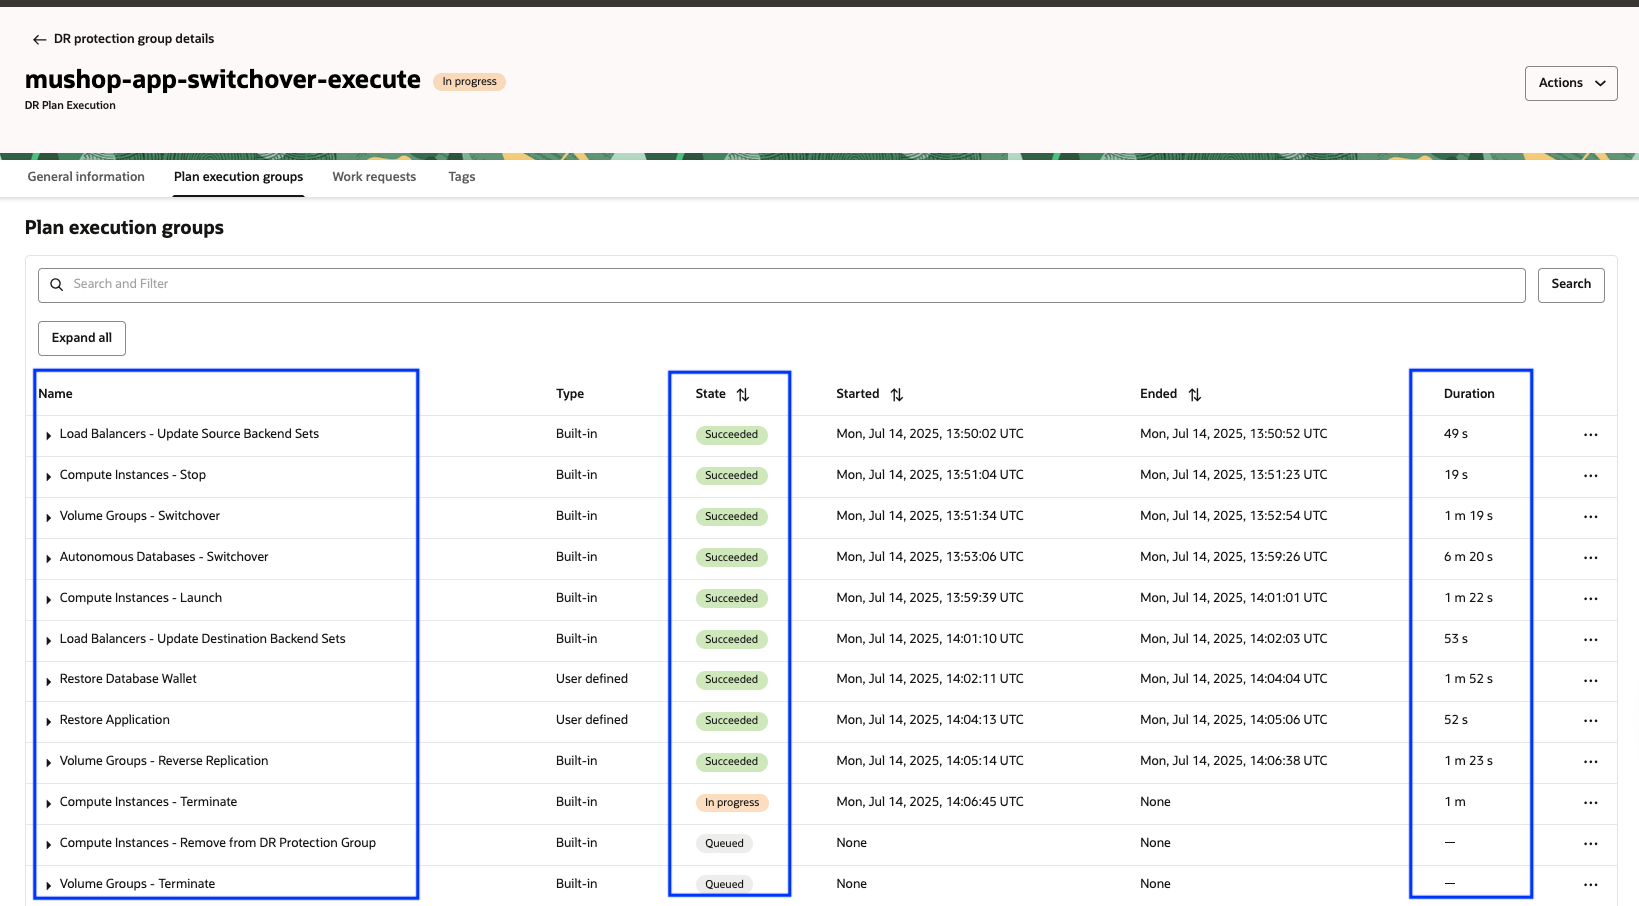 DR protection group details
mushop-app-switchover-execute In progress
DR Plan Execution
Actions
General information Plan execution groups Work requests Tags
Plan execution groups
Search and Filter Search
Expand all
Name Type State Started Ended Duration
Load Balancers - Update Source Backend Sets Built-in Succeeded Mon, Jul 14, 2025, 13:50:02 UTC Mon, Jul 14, 2025, 13:50:52 UTC 49 s
Compute Instances - Stop Built-in Succeeded Mon, Jul 14, 2025, 13:51:04 UTC Mon, Jul 14, 2025, 13:51:23 UTC 19 s
Volume Groups - Switchover Built-in Succeeded Mon, Jul 14, 2025, 13:51:34 UTC Mon, Jul 14, 2025, 13:52:54 UTC 1 m 19 s
Autonomous Databases - Switchover Built-in Succeeded Mon, Jul 14, 2025, 13:53:06 UTC Mon, Jul 14, 2025, 13:59:26 UTC 6 m 20 s
Compute Instances - Launch Built-in Succeeded Mon, Jul 14, 2025, 13:59:39 UTC Mon, Jul 14, 2025, 14:01:01 UTC 1 m 22 s
Load Balancers - Update Destination Backend Sets Built-in Succeeded Mon, Jul 14, 2025, 14:01:10 UTC Mon, Jul 14, 2025, 14:02:03 UTC 53 s
Restore Database Wallet User defined Succeeded Mon, Jul 14, 2025, 14:02:11 UTC Mon, Jul 14, 2025, 14:04:04 UTC 1 m 52 s
Restore Application User defined Succeeded Mon, Jul 14, 2025, 14:04:13 UTC Mon, Jul 14, 2025, 14:05:06 UTC 52 s
Volume Groups - Reverse Replication Built-in Succeeded Mon, Jul 14, 2025, 14:05:14 UTC Mon, Jul 14, 2025, 14:06:38 UTC 1 m 23 s
Compute Instances - Terminate Built-in In progress Mon, Jul 14, 2025, 14:06:45 UTC None 1 m
Compute Instances - Remove from DR Protection Group Built-in Queued None None —
Volume Groups - Terminate Built-in Queued None None —